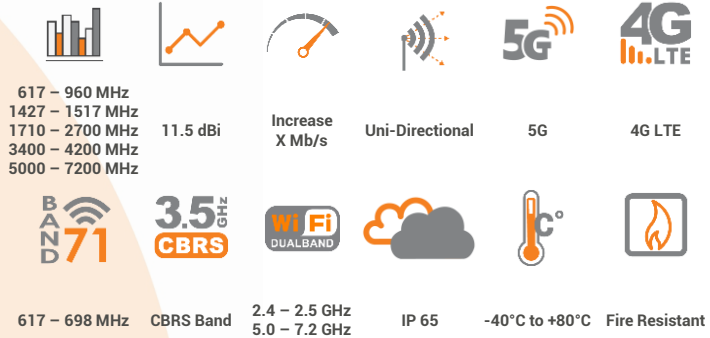 5G
4G
LTE
617 – 960 MHz
1427 – 1517 MHz
1710 – 2700 MHz
3400 – 4200 MHz
5000 – 7200 MHz
11.5 dBi
Increase
X Mb/s
Uni-Directional
5G
4G LTE
BAND
71
3.5 GHz
CBRS
Wi Fi
DUALBAND
C°
617 – 698 MHz
CBRS Band
2.4 – 2.5 GHz
5.0 – 7.2 GHz
IP 65
-40°C to +80°C
Fire Resistant